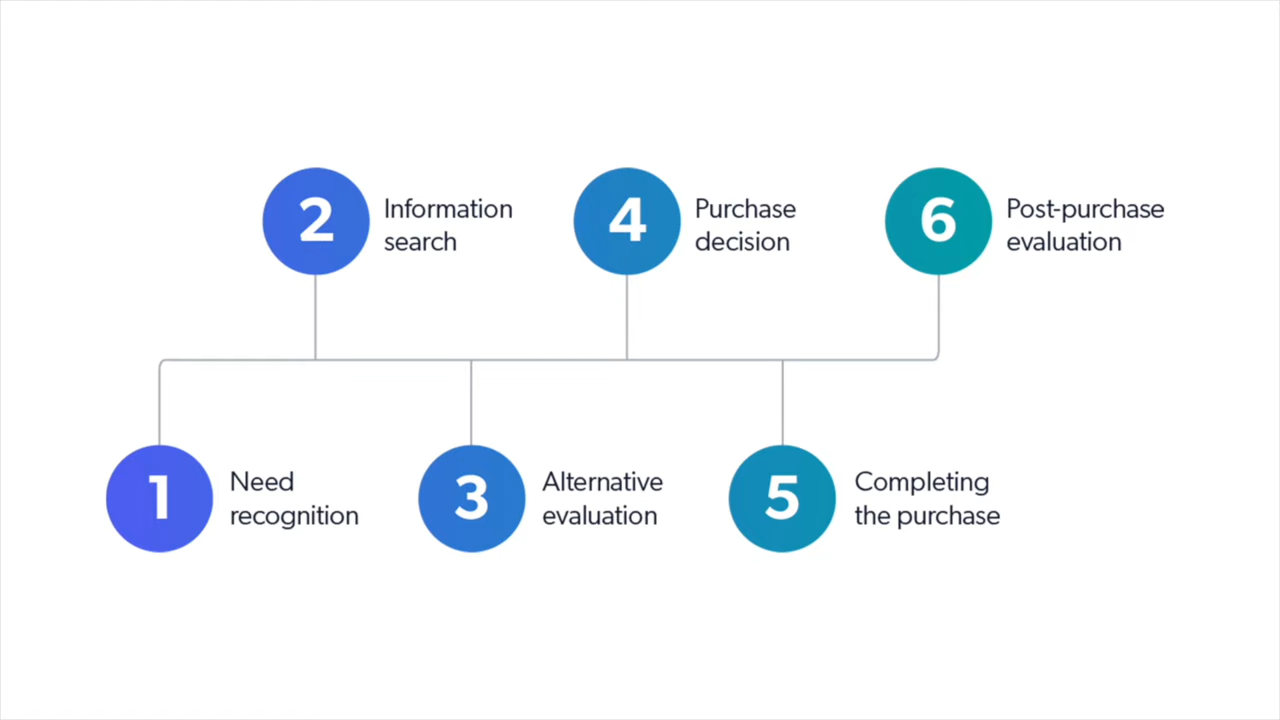 1
Need
recognition
2
Information
search
3
Alternative
evaluation
4
Purchase
decision
5
Completing
the purchase
6
Post-purchase
evaluation